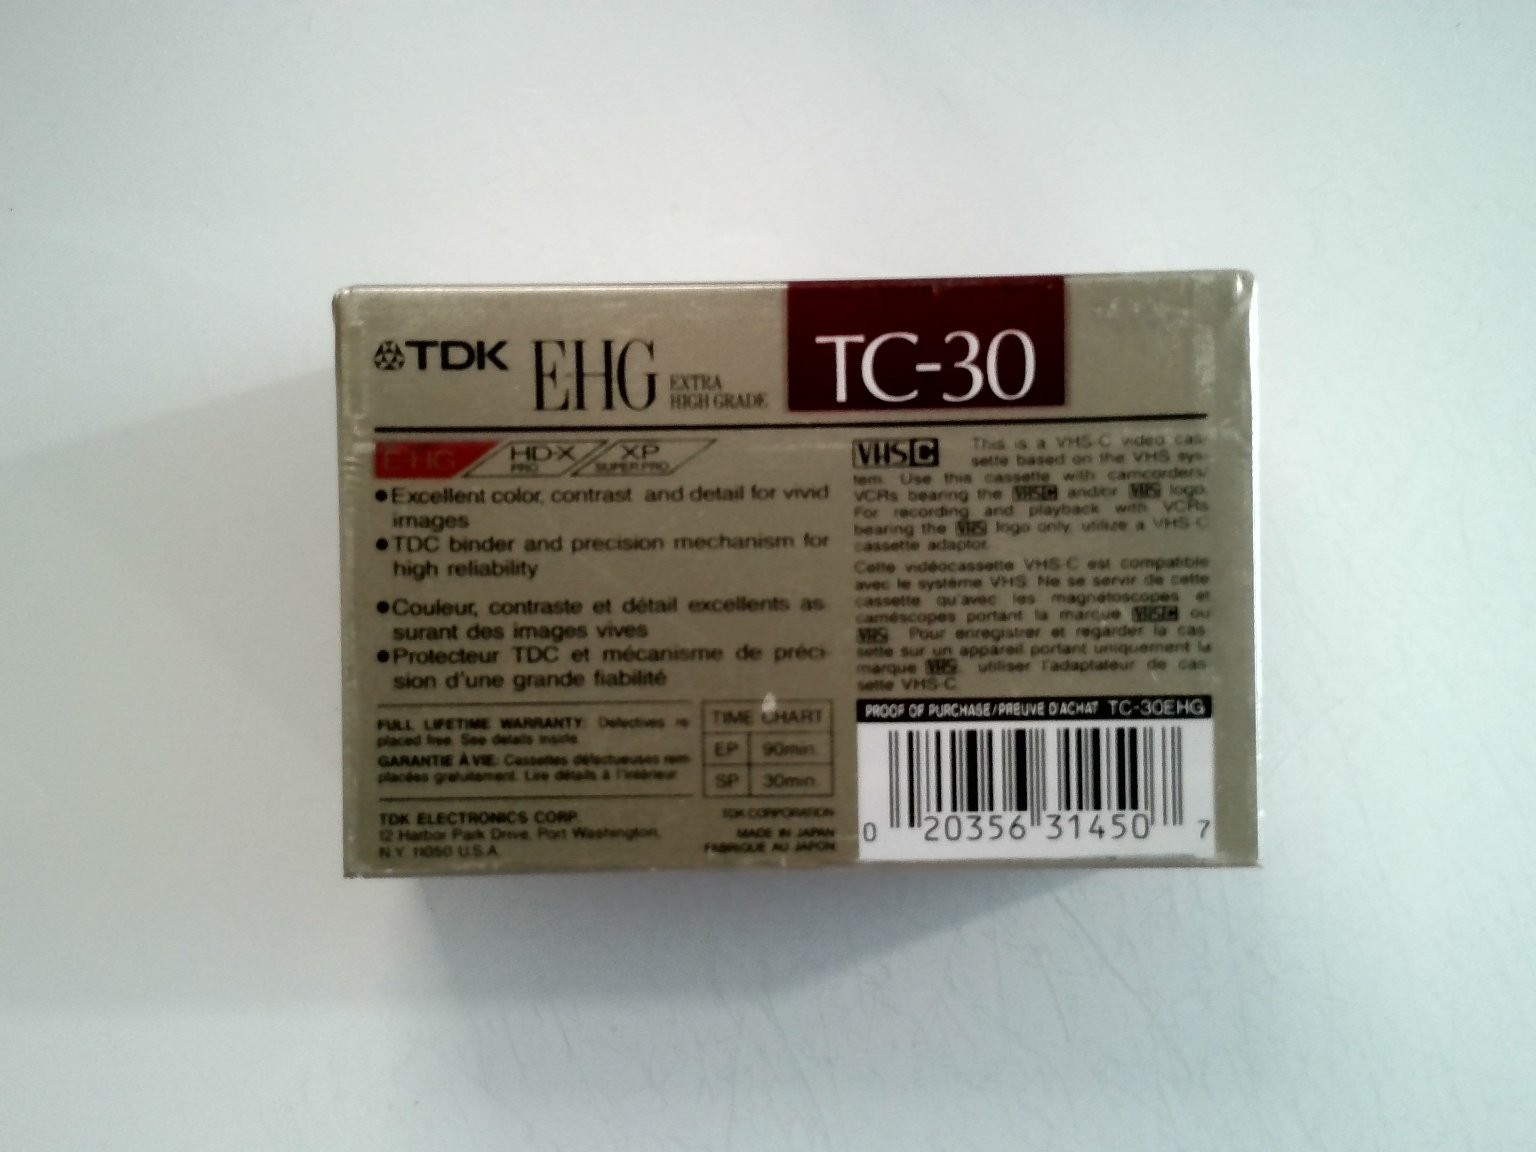 TDK EHG EXTRA HIGH GRADE TC-30
E-HG HD-X PRO XP SUPER PRO
●Excellent color, contrast and detail for vivid
images
●TDC binder and precision mechanism for
high reliability
●Couleur, contraste et détail excellents as-
surant des images vives
●Protecteur TDC et mécanisme de préci-
sion d'une grande fiabilité
FULL LIFETIME WARRANTY: Defectives re-
placed free. See details inside.
GARANTIE À VIE: Cassettes défectueuses rem-
placées gratuitement. Lire détails à l'intérieur.
TDK ELECTRONICS CORP.
12 Harbor Park Drive, Port Washington,
N.Y. 11050 U.S.A.
TIME CHART
EP 90min.
SP 30min.
TDK CORPORATION
MADE IN JAPAN
FABRIQUÉ AU JAPON
VHSC This is a VHS-C video cas-
sette based on the VHS sys-
tem. Use this cassette with camcorders/
VCRs bearing the VHSC and/or VHS logo.
For recording and playback with VCRs
bearing the VHS logo only, utilize a VHS-C
cassette adaptor.
Cette vidéocassette VHS-C est compatible
avec le système VHS. Ne se servir de cette
cassette qu'avec les magnétoscopes et
caméscopes portant la marque VHSC ou
VHS. Pour enregistrer et regarder la cas-
sette sur un appareil portant uniquement la
marque VHS, utiliser l'adaptateur de cas-
sette VHS-C.
PROOF OF PURCHASE/PREUVE D'ACHAT TC-30EHG
0 20356 31450 7